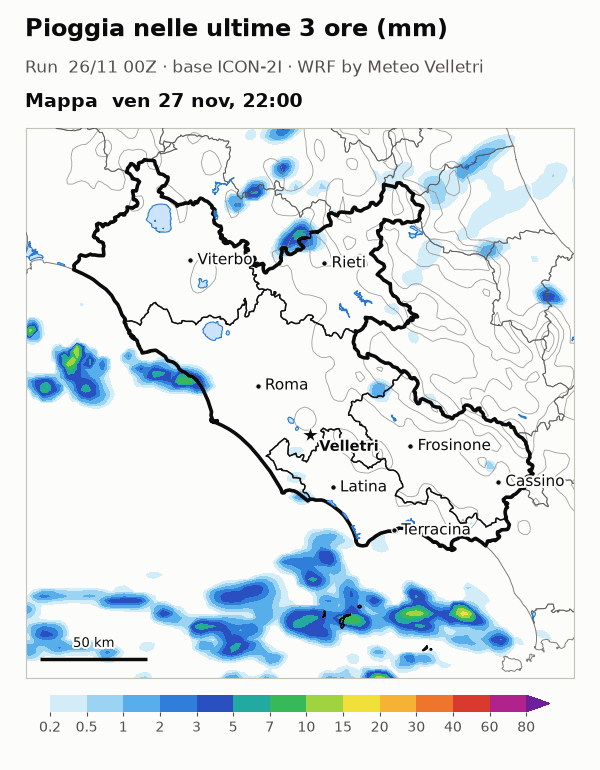 Pioggia nelle ultime 3 ore (mm)
Run  26/11 00Z · base ICON-2I · WRF by Meteo Velletri
Mappa  ven 27 nov, 22:00
Viterbo
Rieti
Roma
Velletri
Frosinone
Latina
Cassino
Terracina
50 km
0.2 0.5 1 2 3 5 7 10 15 20 30 40 60 80